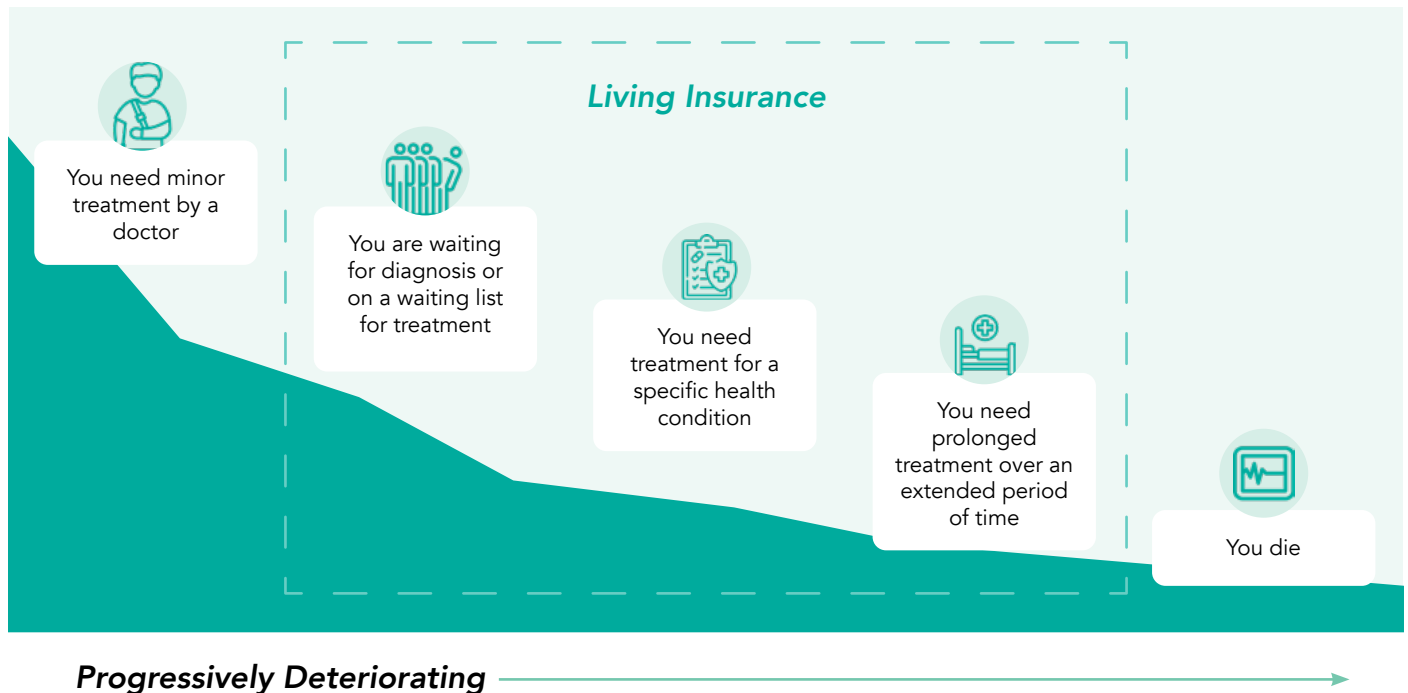 Living Insurance
You need minor
treatment by a
doctor
You are waiting
for diagnosis or
on a waiting list
for treatment
You need
treatment for a
specific health
condition
You need
prolonged
treatment over an
extended period
of time
You die
Progressively Deteriorating